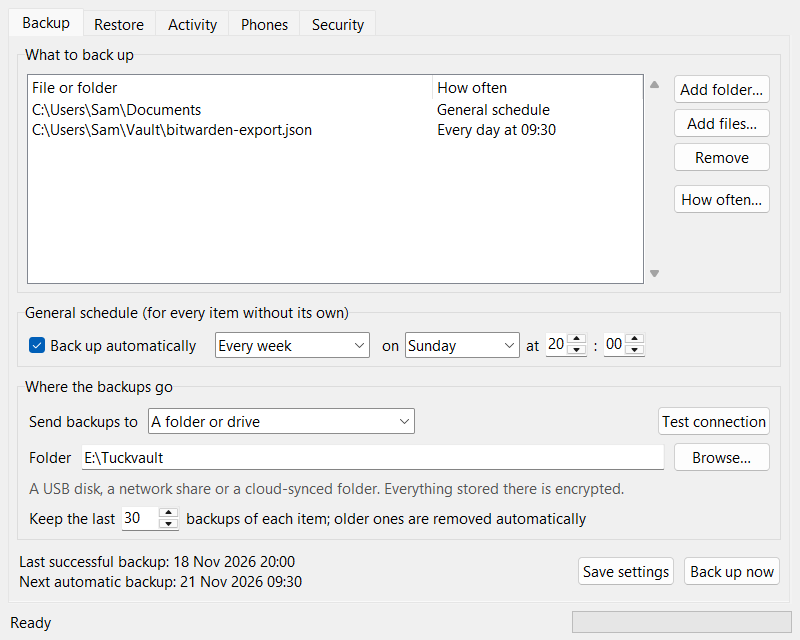 Backup Restore Activity Phones Security
What to back up
File or folder How often
C:\Users\Sam\Documents General schedule
C:\Users\Sam\Vault\bitwarden-export.json Every day at 09:30
Add folder...
Add files...
Remove
How often...
General schedule (for every item without its own)
Back up automatically Every week on Sunday at 20 : 00
Where the backups go
Send backups to A folder or drive Test connection
Folder E:\Tuckvault Browse...
A USB disk, a network share or a cloud-synced folder. Everything stored there is encrypted.
Keep the last 30 backups of each item; older ones are removed automatically
Last successful backup: 18 Nov 2026 20:00
Next automatic backup: 21 Nov 2026 09:30
Save settings Back up now
Ready